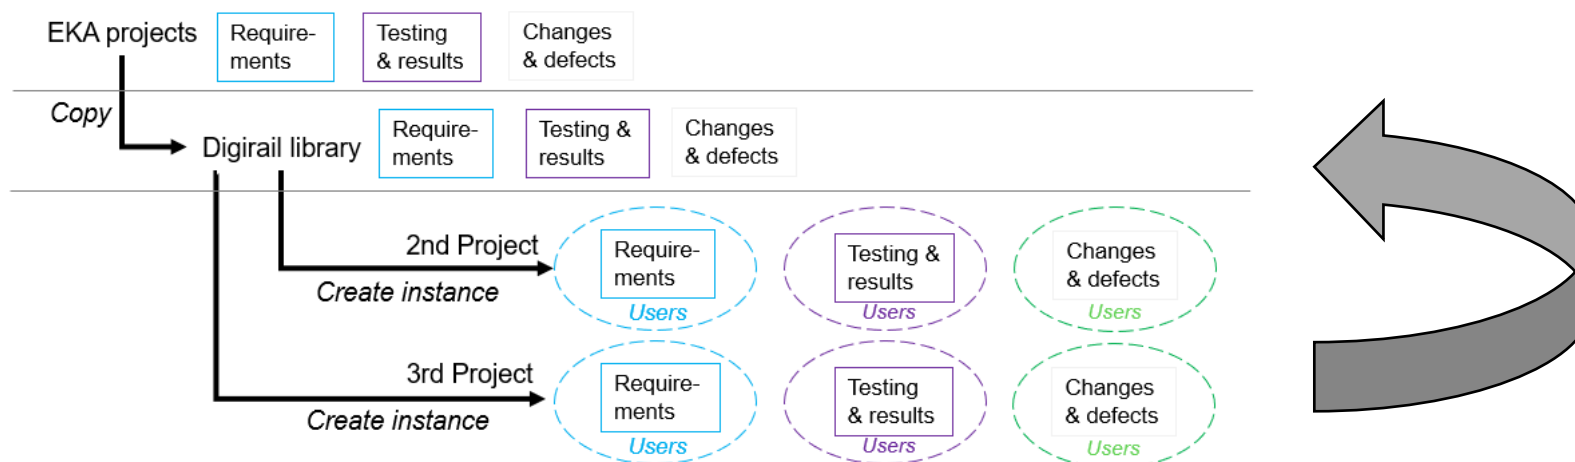 EKA projects
Require-
ments
Testing
& results
Changes
& defects
Copy
Digirail library
Require-
ments
Testing &
results
Changes
& defects
2nd Project
Create instance
Require-
ments
Users
Testing &
results
Users
Changes
& defects
Users
3rd Project
Create instance
Require-
ments
Users
Testing
& results
Users
Changes
& defects
Users